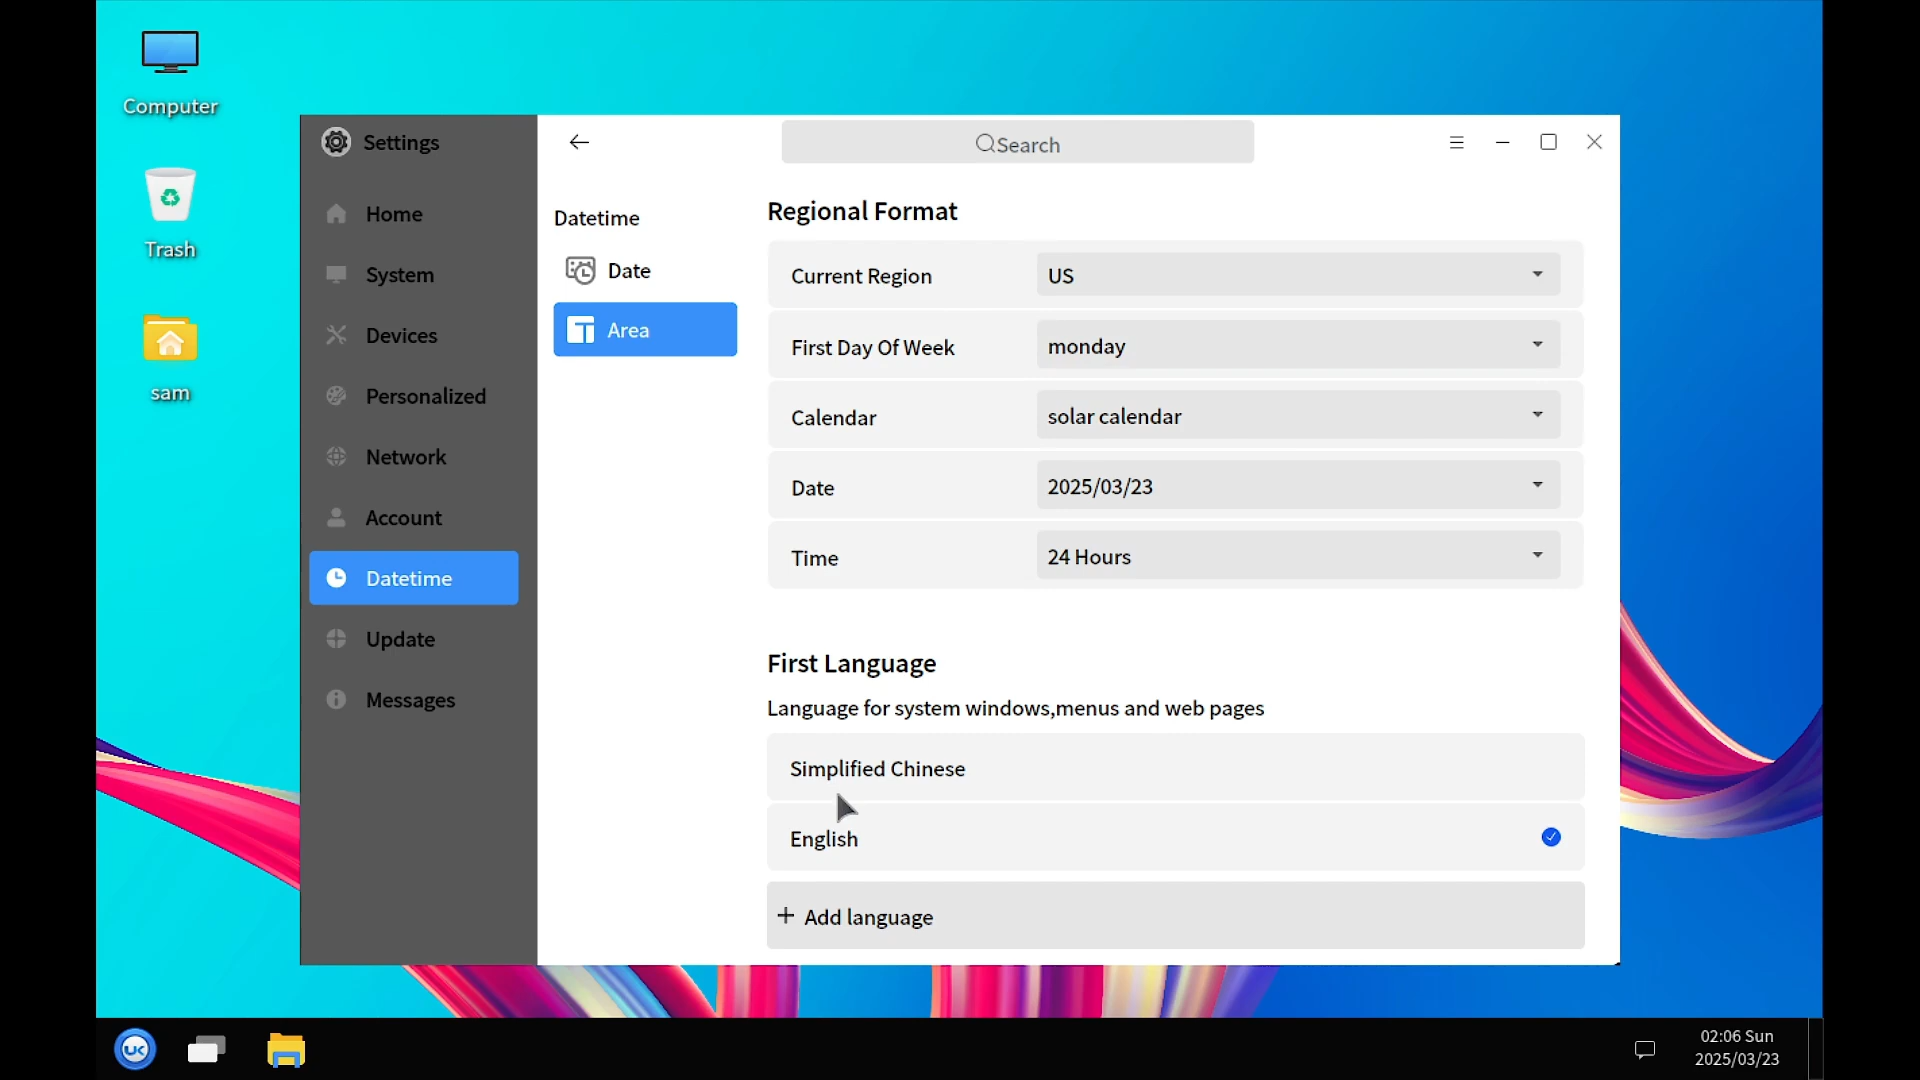 Computer
Trash
sam
Settings
Home
System
Devices
Personalized
Network
Account
Datetime
Update
Messages
Search
Datetime
Date
Area
Regional Format
Current Region US
First Day Of Week monday
Calendar solar calendar
Date 2025/03/23
Time 24 Hours
First Language
Language for system windows,menus and web pages
Simplified Chinese
English
+ Add language
UK
02:06 Sun
2025/03/23